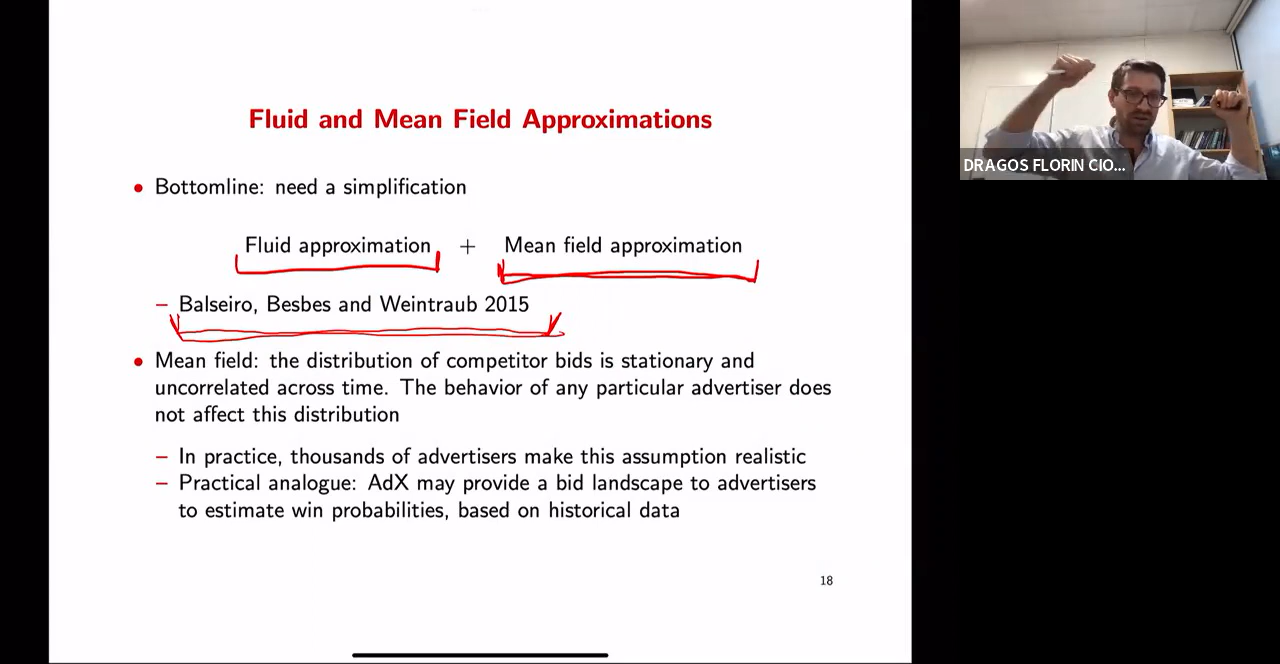 Fluid and Mean Field Approximations
• Bottomline: need a simplification
Fluid approximation + Mean field approximation
– Balseiro, Besbes and Weintraub 2015
• Mean field: the distribution of competitor bids is stationary and
uncorrelated across time. The behavior of any particular advertiser does
not affect this distribution
– In practice, thousands of advertisers make this assumption realistic
– Practical analogue: AdX may provide a bid landscape to advertisers
to estimate win probabilities, based on historical data
18
DRAGOS FLORIN CIO...